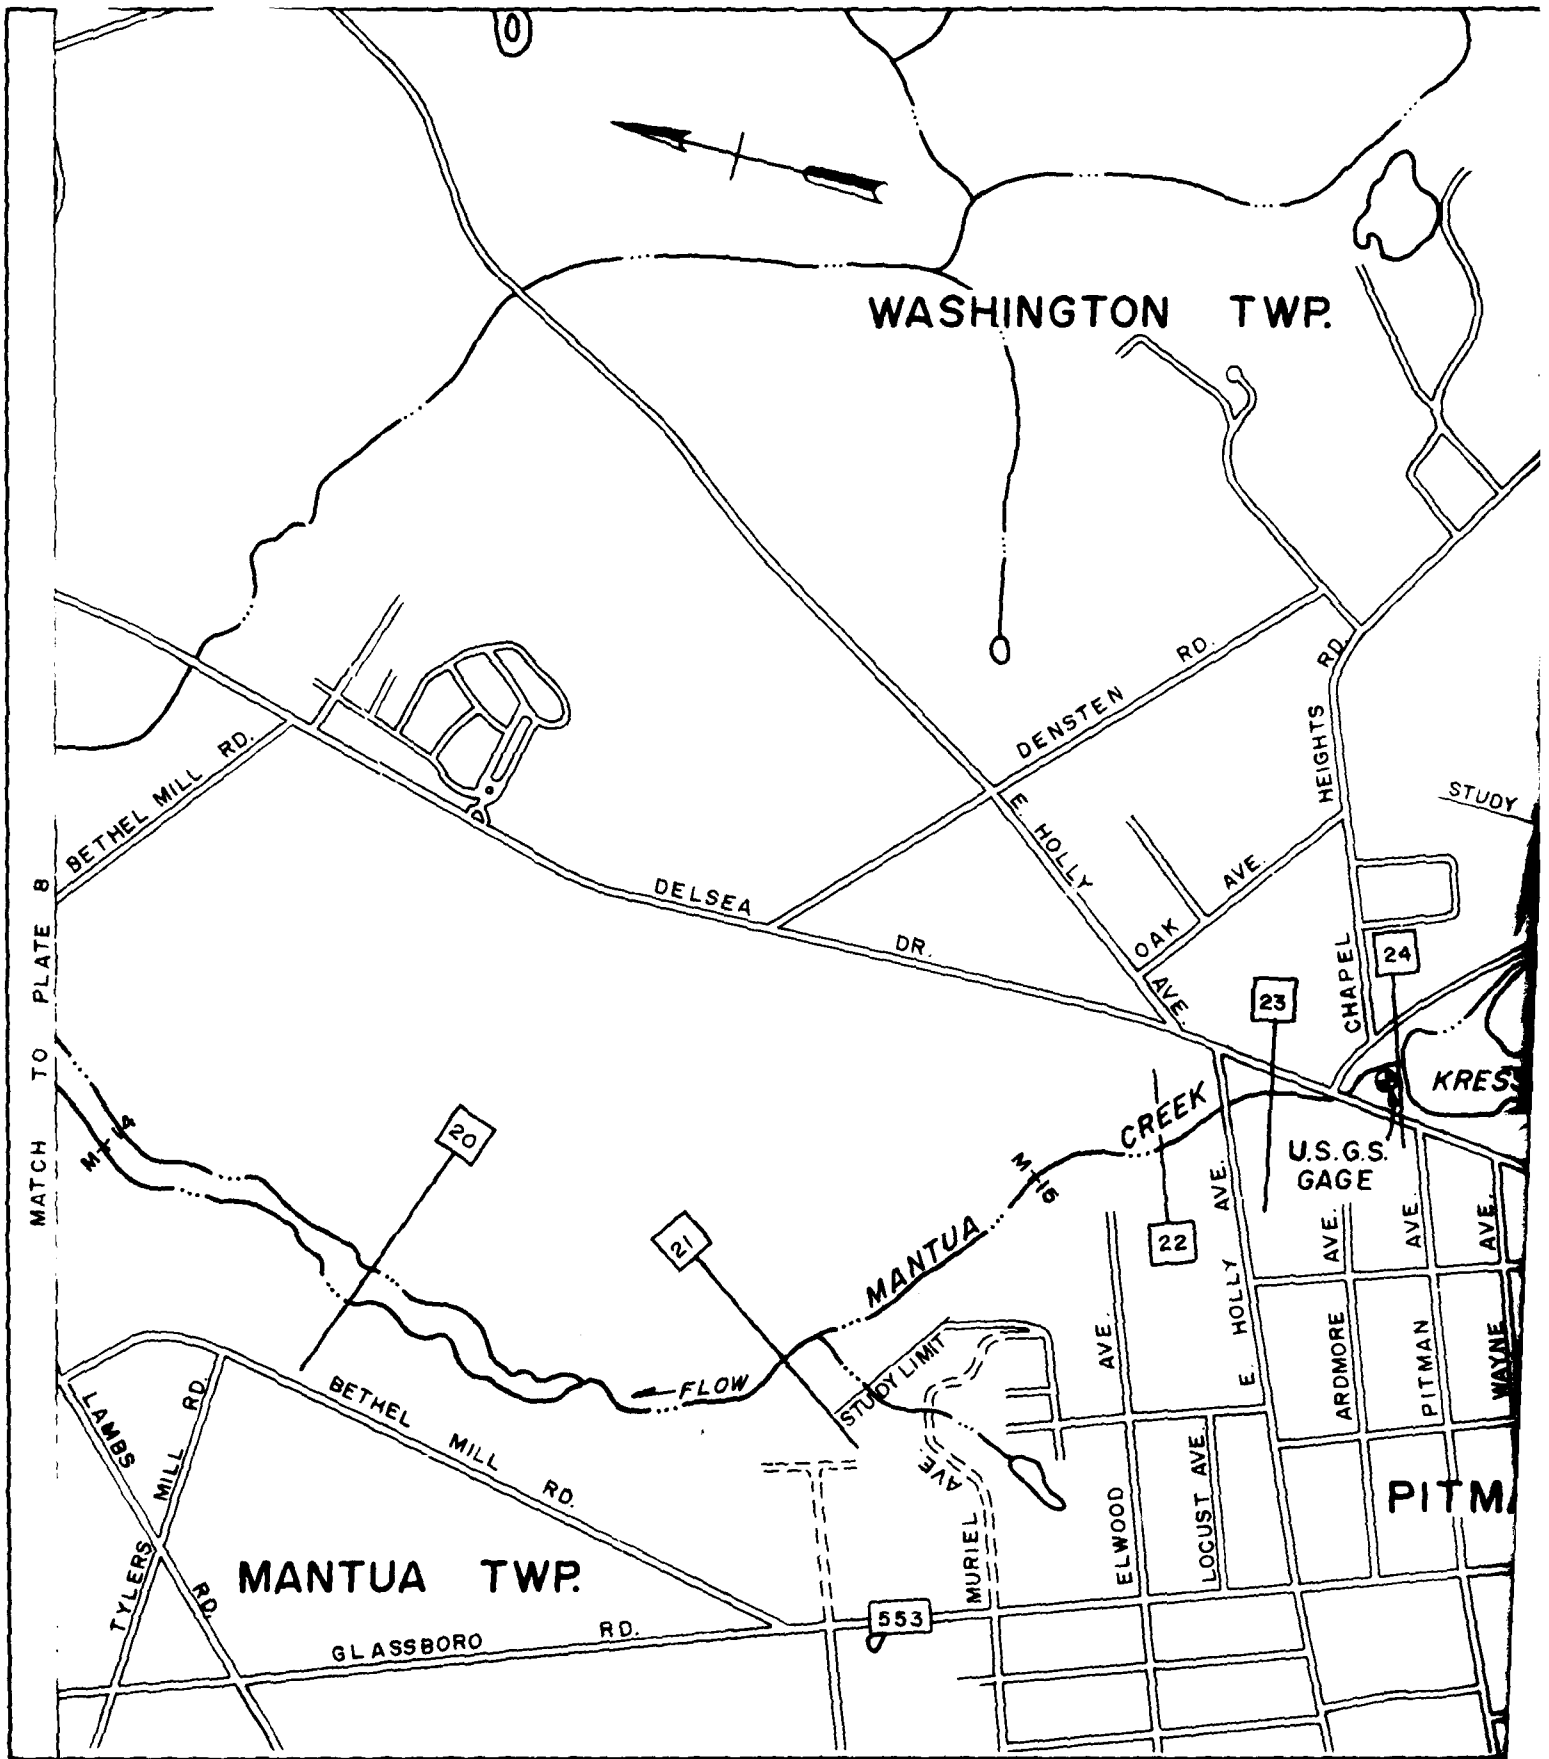 WASHINGTON TWP.
DENSTEN RD.
HEIGHTS RD.
STUDY
BETHEL MILL RD.
E. HOLLY AVE.
OAK AVE.
DELSEA DR.
CHAPEL
24
23
MATCH TO PLATE 8
M-14
20
21
M-15
MANTUA CREEK
22
U.S.G.S.
GAGE
FLOW
STUDY LIMIT
AVE.
E. HOLLY AVE.
ARDMORE AVE.
PITMAN AVE.
WAYNE AVE.
LAMBS RD.
TYLERS MILL RD.
BETHEL MILL RD.
MURIEL AVE
ELWOOD
LOCUST AVE.
MANTUA TWP.
GLASSBORO RD.
553